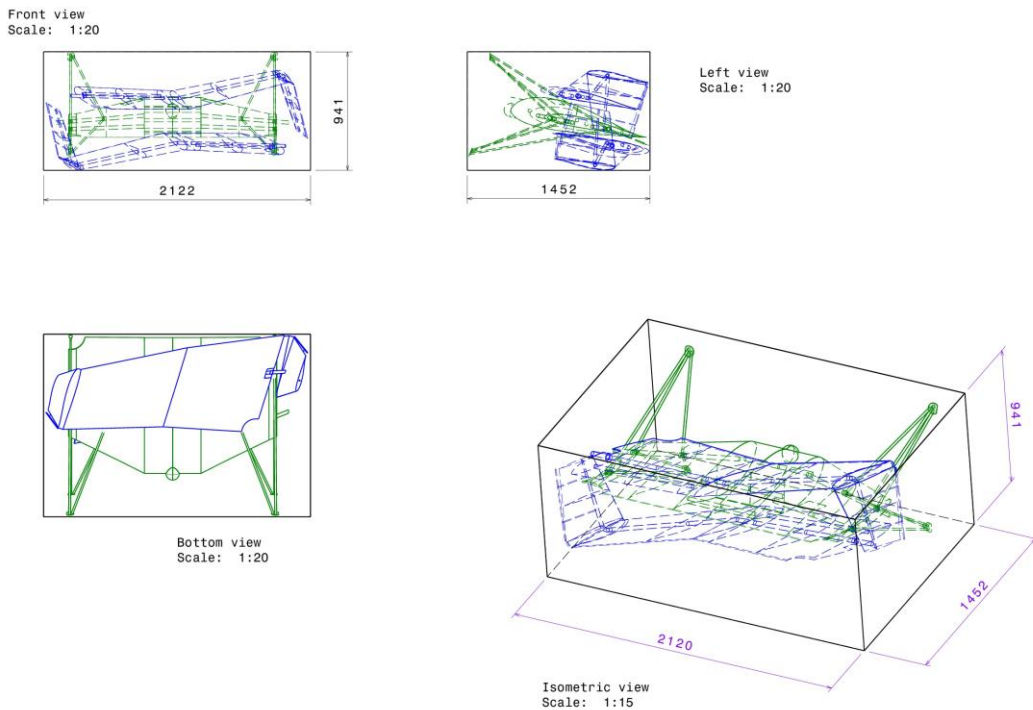 Front view
Scale: 1:20
941
2122
Left view
Scale: 1:20
1452
Bottom view
Scale: 1:20
941
1452
2120
Isometric view
Scale: 1:15